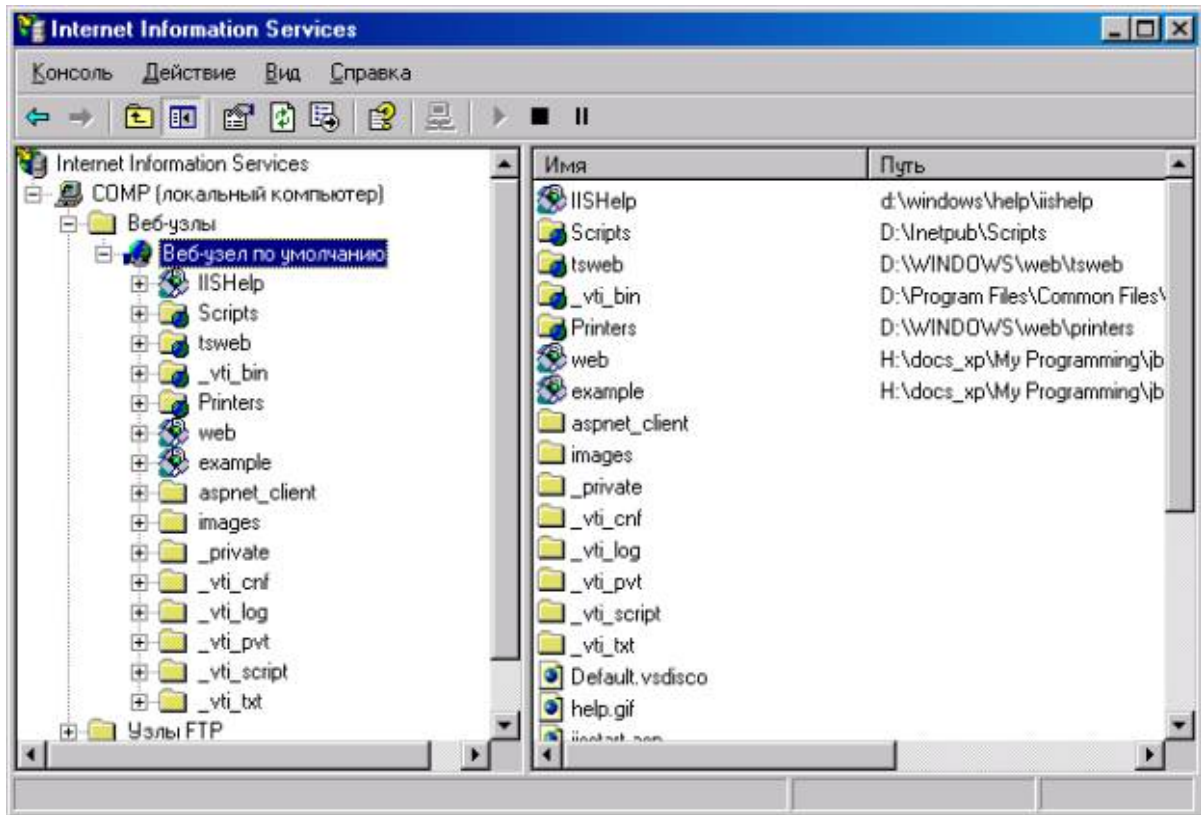 Internet Information Services
Консоль Действие Вид Справка
Internet Information Services
COMP (локальный компьютер)
Веб-узлы
Веб-узел по умолчанию
IISHelp
Scripts
tsweb
_vti_bin
Printers
web
example
aspnet_client
images
_private
_vti_cnf
_vti_log
_vti_pvt
_vti_script
_vti_txt
Узлы FTP
Имя Путь
IISHelp d:\windows\help\iishelp
Scripts D:\Inetpub\Scripts
tsweb D:\WINDOWS\web\tsweb
_vti_bin D:\Program Files\Common Files\
Printers D:\WINDOWS\web\printers
web H:\docs_xp\My Programming\jb
example H:\docs_xp\My Programming\jb
aspnet_client
images
_private
_vti_cnf
_vti_log
_vti_pvt
_vti_script
_vti_txt
Default.vsdisco
help.gif